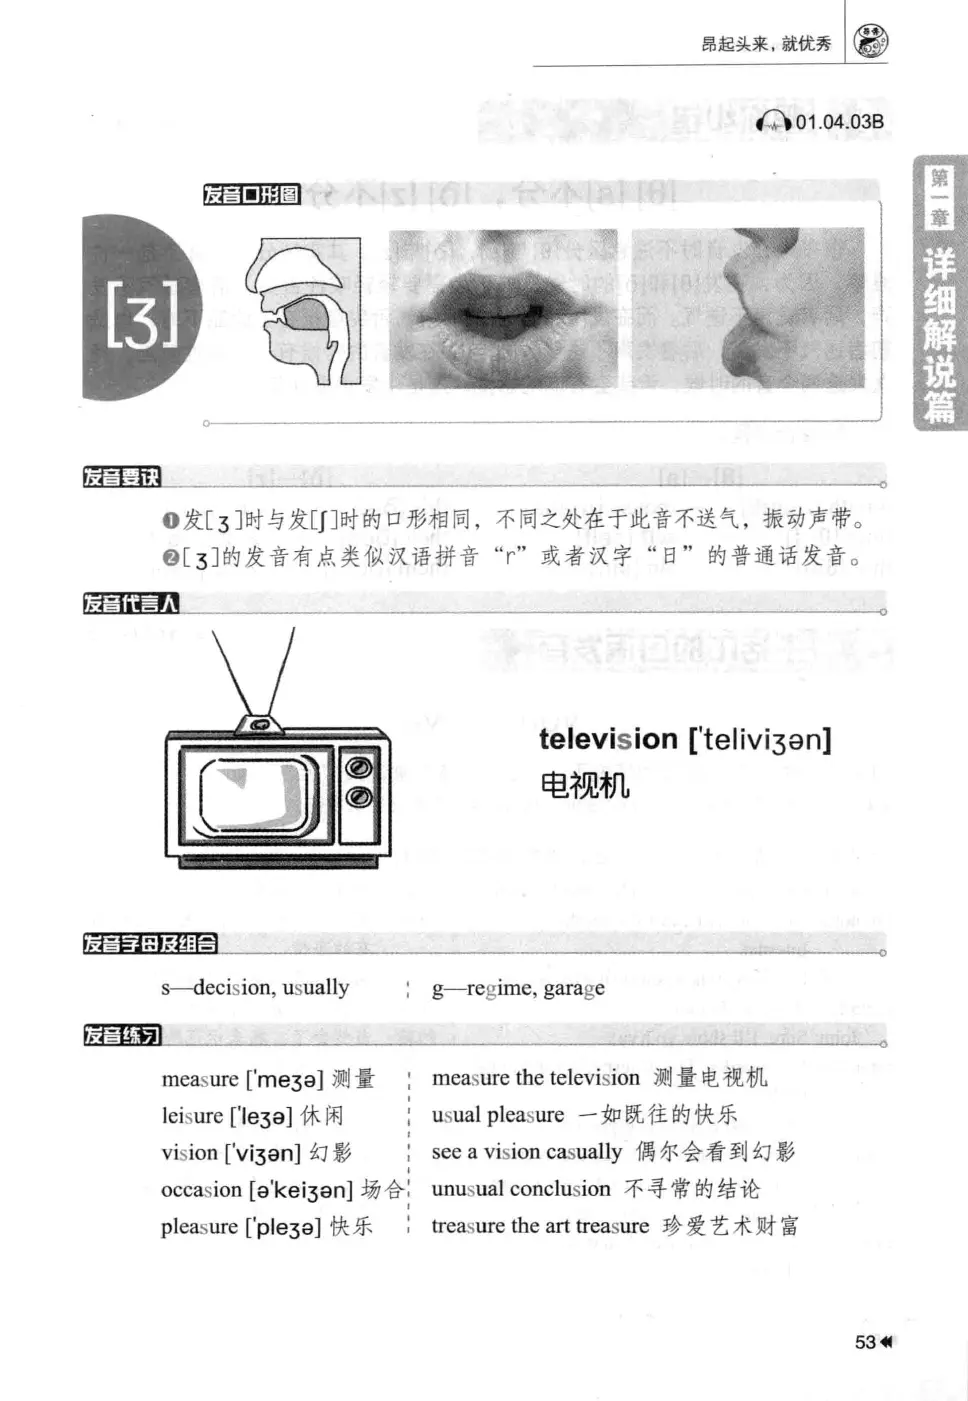 昂起头来，就优秀
01.04.03B
第一章 详细解说篇
发音口形图
[ʒ]
发音要诀
❶发[ʒ]时与发[ʃ]时的口形相同，不同之处在于此音不送气，振动声带。
❷[ʒ]的发音有点类似汉语拼音“r”或者汉字“日”的普通话发音。
发音代言人
television ['teliviʒən]
电视机
发音字母及组合
s—decision, usually
g—regime, garage
发音练习
measure ['meʒə] 测量
leisure ['leʒə] 休闲
vision ['viʒən] 幻影
occasion [ə'keiʒən] 场合
pleasure ['pleʒə] 快乐
measure the television 测量电视机
usual pleasure 一如既往的快乐
see a vision casually 偶尔会看到幻影
unusual conclusion 不寻常的结论
treasure the art treasure 珍爱艺术财富
53